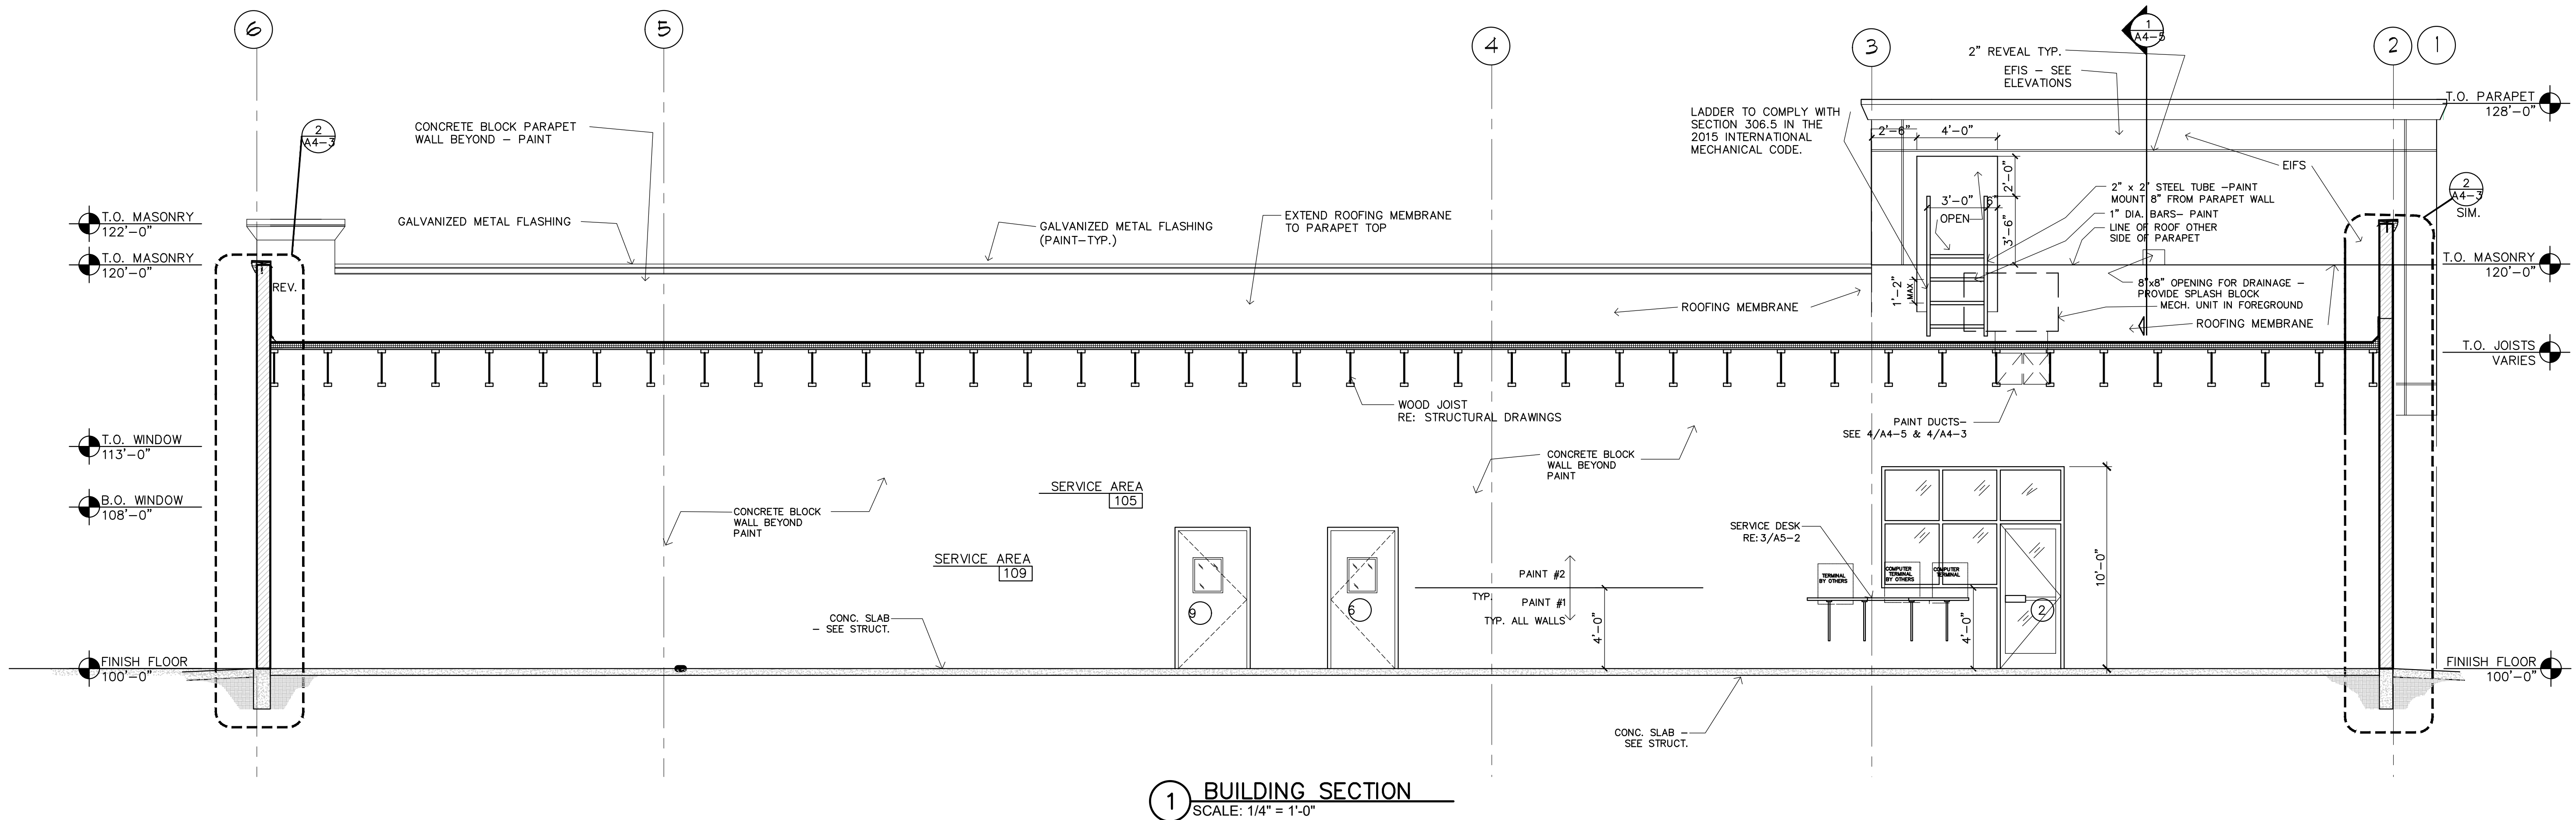 6
5
4
3
2
1
1
A4-5
2" REVEAL TYP.
EFIS – SEE
ELEVATIONS
T.O. PARAPET
128'-0"
LADDER TO COMPLY WITH
SECTION 306.5 IN THE
2015 INTERNATIONAL
MECHANICAL CODE.
2'-6"
4'-0"
2
A4-3
CONCRETE BLOCK PARAPET
WALL BEYOND – PAINT
EIFS
2'-0"
2
A4-3
SIM.
2" x 2' STEEL TUBE –PAINT
MOUNT 8" FROM PARAPET WALL
3'-0"
6"
OPEN
1" DIA. BARS– PAINT
LINE OF ROOF OTHER
SIDE OF PARAPET
3'-6"
T.O. MASONRY
122'-0"
GALVANIZED METAL FLASHING
GALVANIZED METAL FLASHING
(PAINT-TYP.)
EXTEND ROOFING MEMBRANE
TO PARAPET TOP
T.O. MASONRY
120'-0"
T.O. MASONRY
120'-0"
REV.
1'-2"
MAX
8"x8" OPENING FOR DRAINAGE –
PROVIDE SPLASH BLOCK
MECH. UNIT IN FOREGROUND
ROOFING MEMBRANE
ROOFING MEMBRANE
T.O. JOISTS
VARIES
WOOD JOIST
RE: STRUCTURAL DRAWINGS
PAINT DUCTS–
SEE 4/A4-5 & 4/A4-3
T.O. WINDOW
113'-0"
CONCRETE BLOCK
WALL BEYOND
PAINT
B.O. WINDOW
108'-0"
SERVICE AREA
105
CONCRETE BLOCK
WALL BEYOND
PAINT
SERVICE DESK
RE: 3/A5-2
SERVICE AREA
109
PAINT #2
TYP.
PAINT #1
TYP. ALL WALLS
4'-0"
TERMINAL
BY OTHERS
COMPUTER
TERMINAL
BY OTHERS
COMPUTER
TERMINAL
10'-0"
9
6
2
4'-0"
CONC. SLAB
– SEE STRUCT.
FINISH FLOOR
100'-0"
FINIISH FLOOR
100'-0"
CONC. SLAB –
SEE STRUCT.
1
BUILDING SECTION
SCALE: 1/4" = 1'-0"